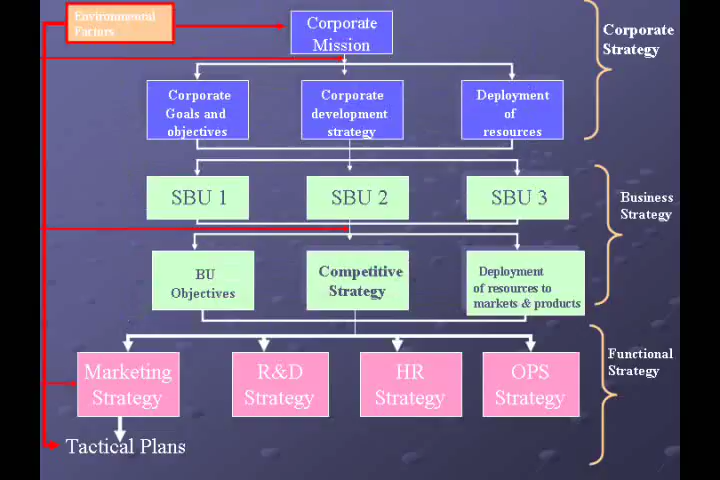 Environmental
Factors
Corporate
Mission
Corporate
Strategy
Corporate
Goals and
objectives
Corporate
development
strategy
Deployment
of
resources
SBU 1
SBU 2
SBU 3
Business
Strategy
BU
Objectives
Competitive
Strategy
Deployment
of resources to
markets & products
Functional
Strategy
Marketing
Strategy
R&D
Strategy
HR
Strategy
OPS
Strategy
Tactical Plans